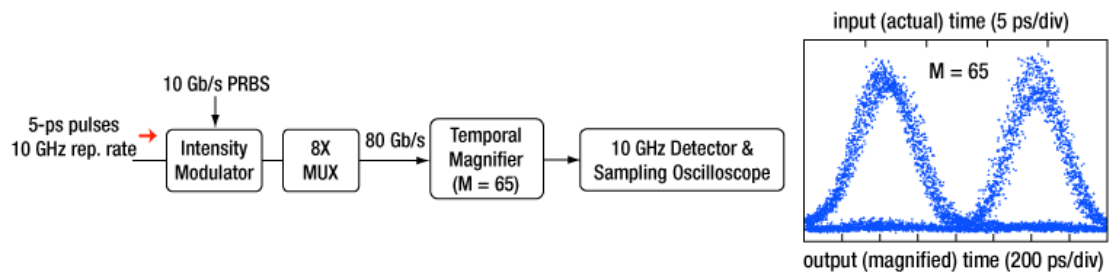 5-ps pulses
10 GHz rep. rate
10 Gb/s PRBS
Intensity
Modulator
8X
MUX
80 Gb/s
Temporal
Magnifier
(M = 65)
10 GHz Detector &
Sampling Oscilloscope
input (actual) time (5 ps/div)
M = 65
output (magnified) time (200 ps/div)